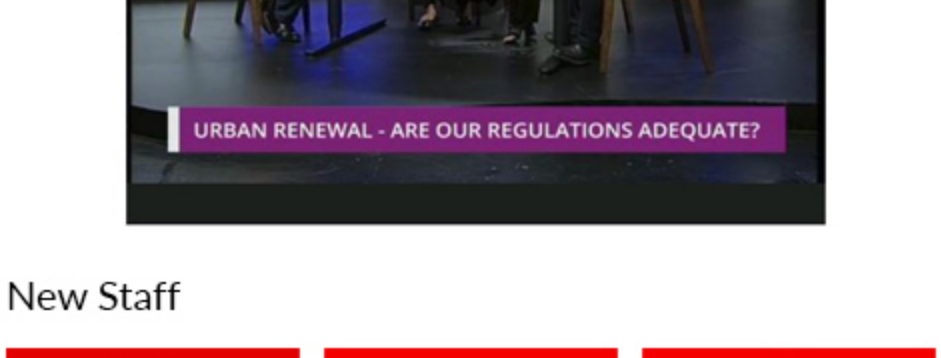 URBAN RENEWAL - ARE OUR REGULATIONS ADEQUATE?
New Staff